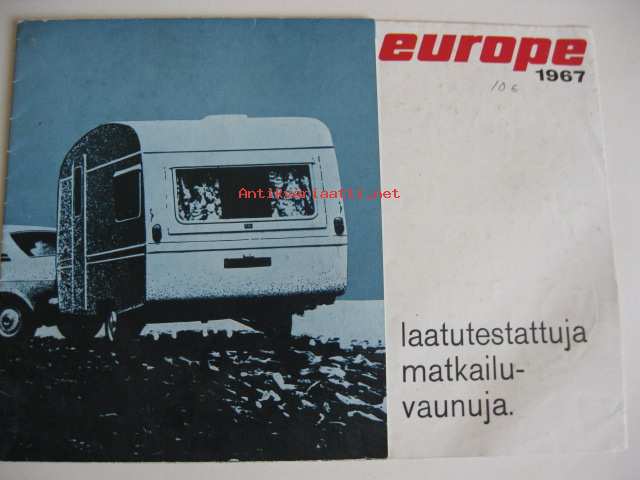 europe
1967
10 €
Antikvariaatti.net
laatutestattuja
matkailu-
vaunuja.